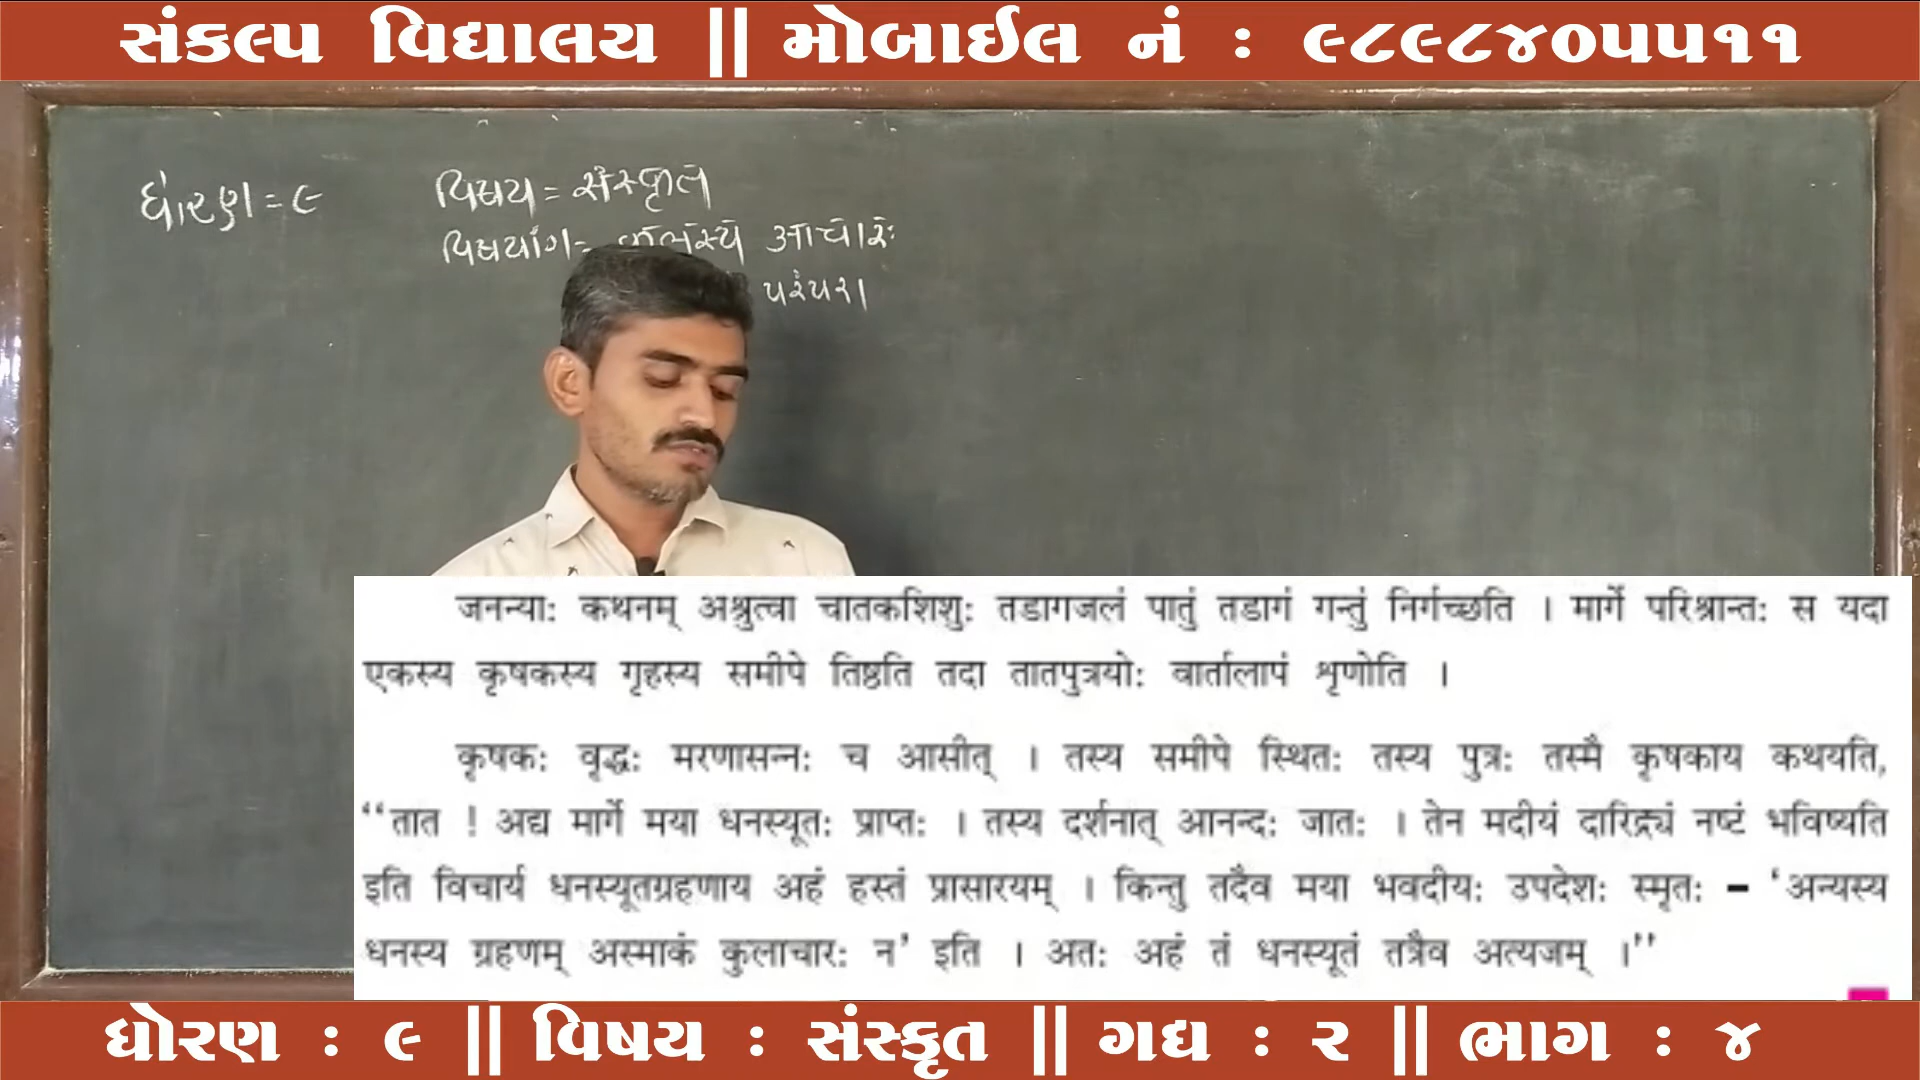 સંકલ્પ વિદ્યાલય || મોબાઈલ નં : ૯૮૯૮૪૦૫૫૧૧
ધોરણ = ૯
વિષય = સંસ્કૃત
વિષયાંગ = आचारः
પરંપરા
जनन्याः कथनम् अश्रुत्वा चातकशिशुः तडागजलं पातुं तडागं गन्तुं निर्गच्छति । मार्गे परिश्रान्तः स यदा
एकस्य कृषकस्य गृहस्य समीपे तिष्ठति तदा तातपुत्रयोः वार्तालापं शृणोति ।
कृषकः वृद्धः मरणासन्नः च आसीत् । तस्य समीपे स्थितः तस्य पुत्रः तस्मै कृषकाय कथयति,
“तात ! अद्य मार्गे मया धनस्यूतः प्राप्तः । तस्य दर्शनात् आनन्दः जातः । तेन मदीयं दारिद्र्यं नष्टं भविष्यति
इति विचार्य धनस्यूतग्रहणाय अहं हस्तं प्रासारयम् । किन्तु तदैव मया भवदीयः उपदेशः स्मृतः – ‘अन्यस्य
धनस्य ग्रहणम् अस्माकं कुलाचारः न’ इति । अतः अहं तं धनस्यूतं तत्रैव अत्यजम् ।”
ધોરણ : ૯ || વિષય : સંસ્કૃત || ગદ્ય : ૨ || ભાગ : ૪